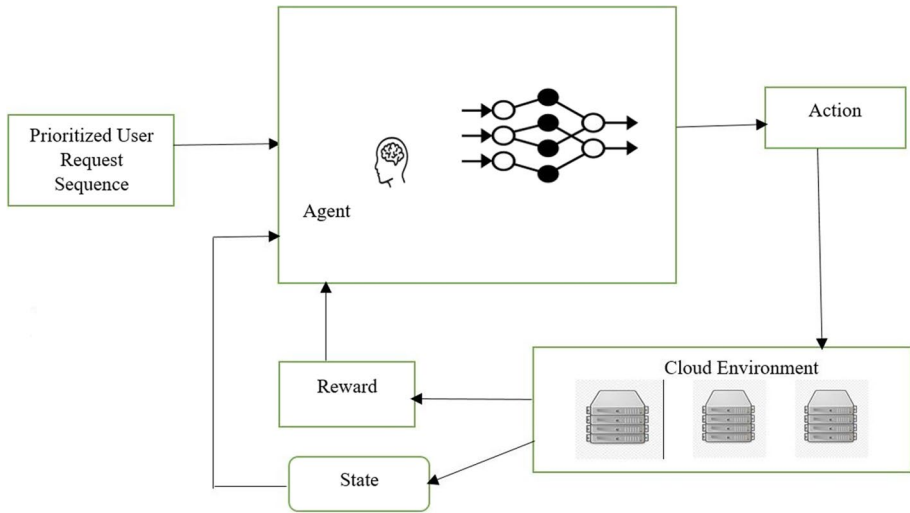 Prioritized User
Request
Sequence
Agent
Action
Cloud Environment
Reward
State